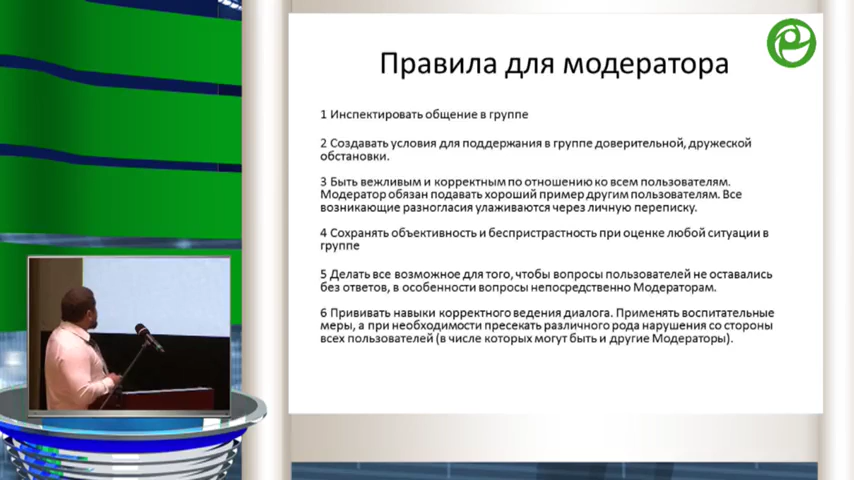 Правила для модератора
1 Инспектировать общение в группе
2 Создавать условия для поддержания в группе доверительной, дружеской
обстановки.
3 Быть вежливым и корректным по отношению ко всем пользователям.
Модератор обязан подавать хороший пример другим пользователям. Все
возникающие разногласия улаживаются через личную переписку.
4 Сохранять объективность и беспристрастность при оценке любой ситуации в
группе
5 Делать все возможное для того, чтобы вопросы пользователей не оставались
без ответов, в особенности вопросы непосредственно Модераторам.
6 Прививать навыки корректного ведения диалога. Применять воспитательные
меры, а при необходимости пресекать различного рода нарушения со стороны
всех пользователей (в числе которых могут быть и другие Модераторы).